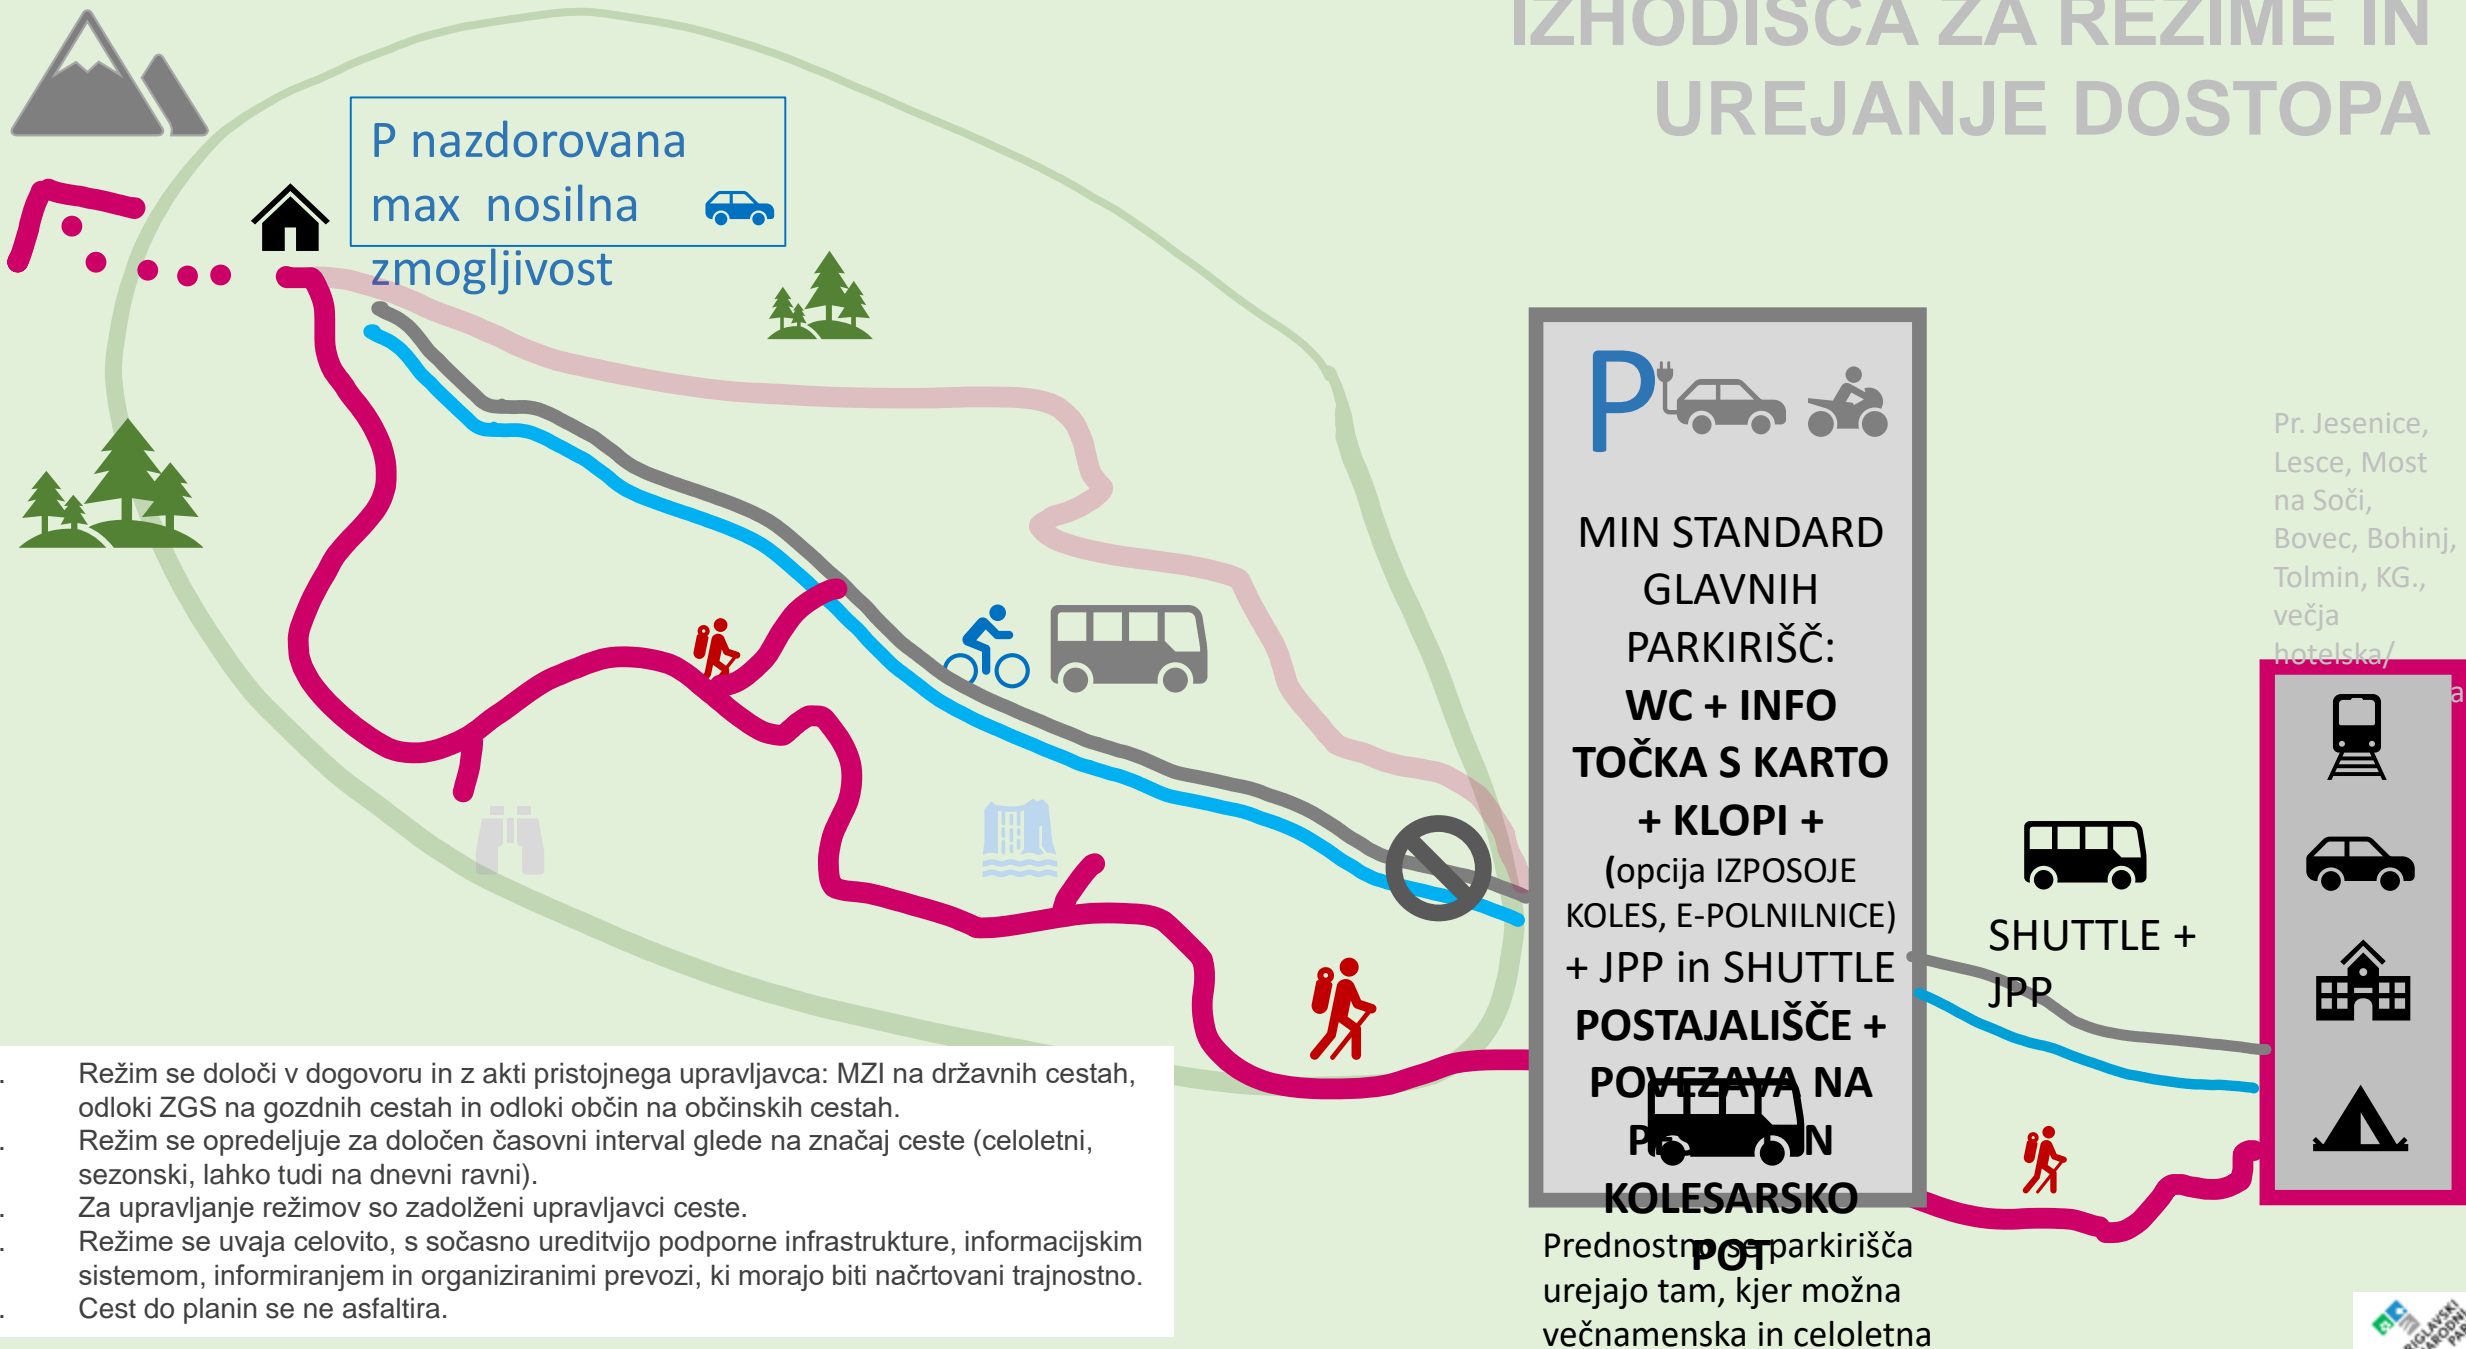 IZHODIŠČA ZA REŽIME IN
UREJANJE DOSTOPA
P nazdorovana
max nosilna
zmogljivost
P
MIN STANDARD
GLAVNIH
PARKIRIŠČ:
WC + INFO
TOČKA S KARTO
+ KLOPI +
(opcija IZPOSOJE
KOLES, E-POLNILNICE)
+ JPP in SHUTTLE
POSTAJALIŠČE +
POVEZAVA NA
KOLESARSKO
POT
Prednostno se parkirišča
urejajo tam, kjer možna
večnamenska in celoletna
SHUTTLE +
JPP
Pr. Jesenice,
Lesce, Most
na Soči,
Bovec, Bohinj,
Tolmin, KG.,
večja
hotelska/
. Režim se določi v dogovoru in z akti pristojnega upravljavca: MZI na državnih cestah,
odloki ZGS na gozdnih cestah in odloki občin na občinskih cestah.
. Režim se opredeljuje za določen časovni interval glede na značaj ceste (celoletni,
sezonski, lahko tudi na dnevni ravni).
. Za upravljanje režimov so zadolženi upravljavci ceste.
. Režime se uvaja celovito, s sočasno ureditvijo podporne infrastrukture, informacijskim
sistemom, informiranjem in organiziranimi prevozi, ki morajo biti načrtovani trajnostno.
. Cest do planin se ne asfaltira.